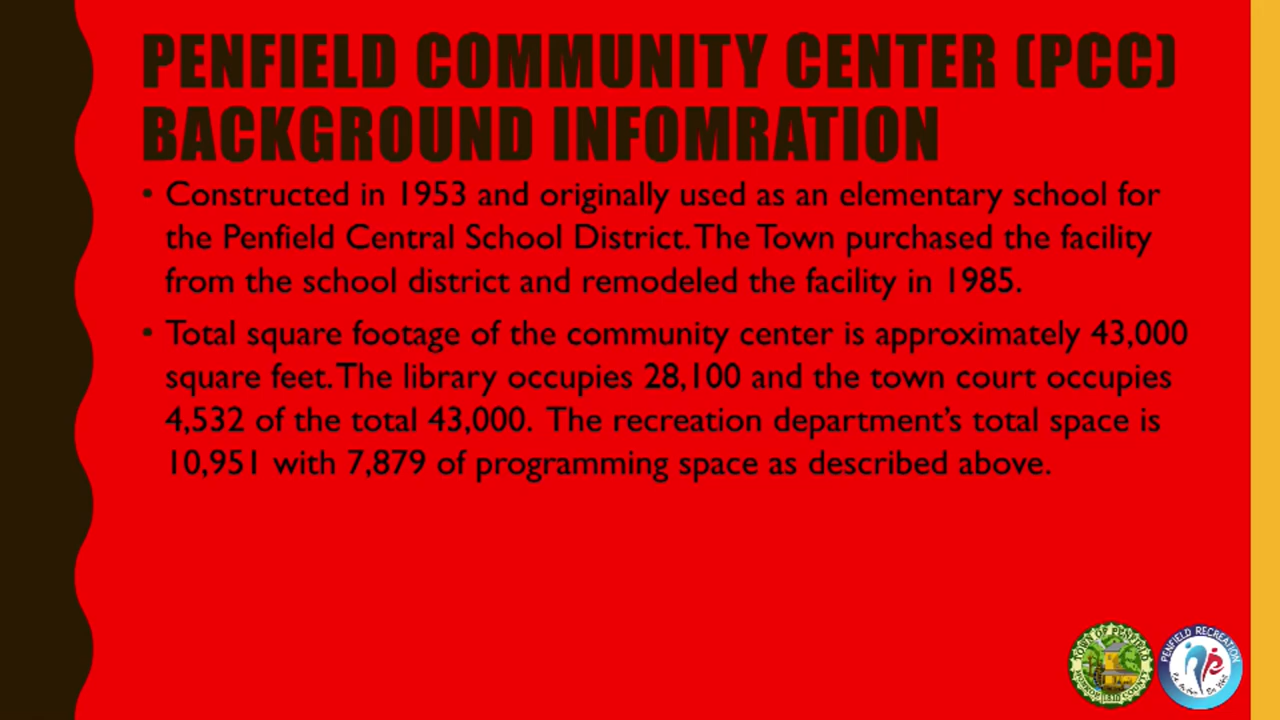 PENFIELD COMMUNITY CENTER (PCC)
BACKGROUND INFOMRATION
• Constructed in 1953 and originally used as an elementary school for
the Penfield Central School District. The Town purchased the facility
from the school district and remodeled the facility in 1985.
• Total square footage of the community center is approximately 43,000
square feet. The library occupies 28,100 and the town court occupies
4,532 of the total 43,000. The recreation department’s total space is
10,951 with 7,879 of programming space as described above.
TOWN OF PENFIELD
PENFIELD RECREATION